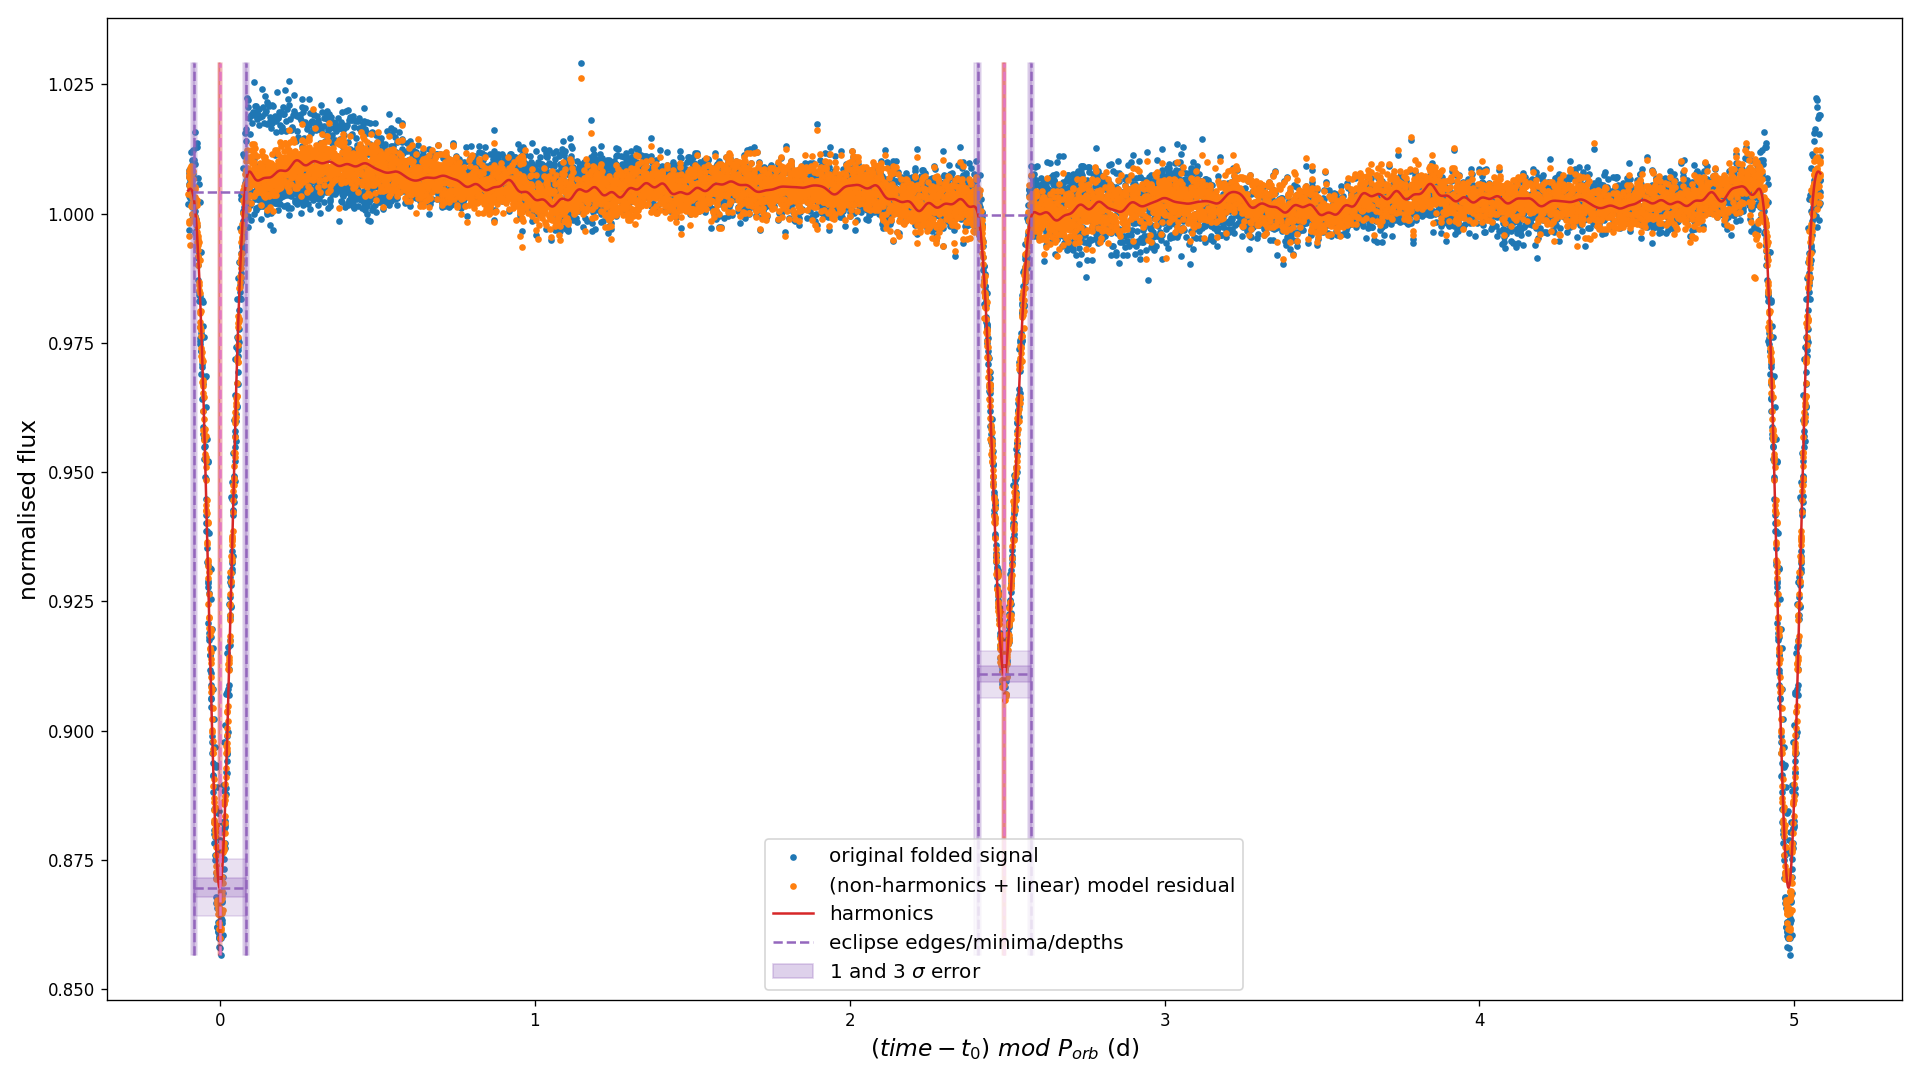 normalised flux
1.025
1.000
0.975
0.950
0.925
0.900
0.875
0.850
original folded signal
(non-harmonics + linear) model residual
harmonics
eclipse edges/minima/depths
1 and 3 σ error
0 1 2 3 4 5
(time − t₀) mod P_orb (d)